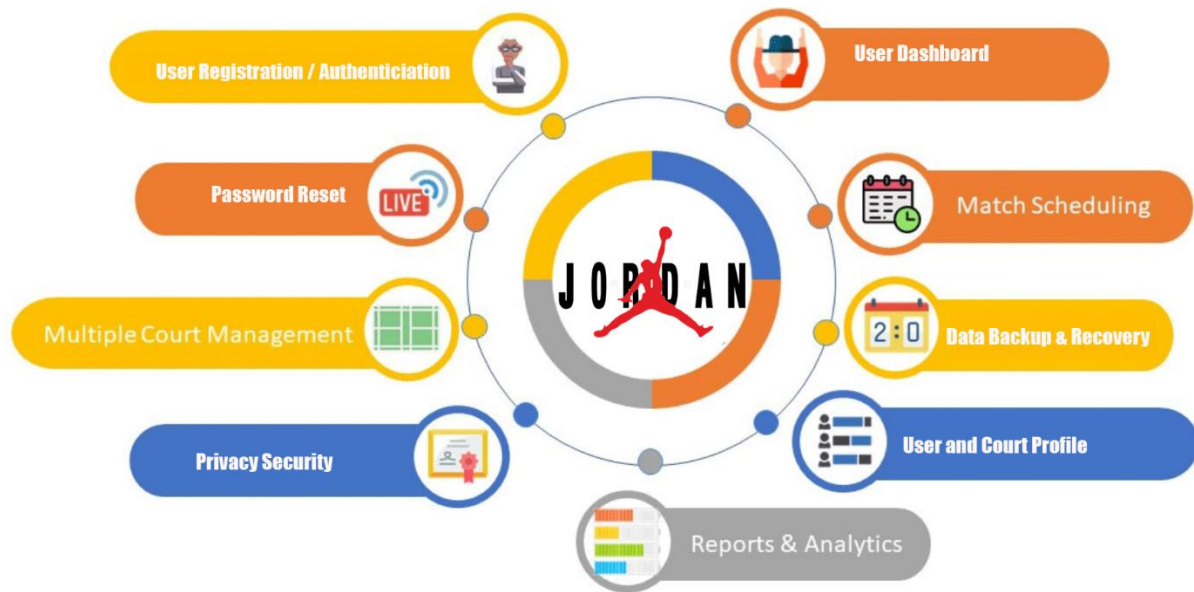 User Registration / Authenticiation
User Dashboard
Password Reset
LIVE
Match Scheduling
JORDAN
Multiple Court Management
2:0
Data Backup & Recovery
Privacy Security
User and Court Profile
Reports & Analytics